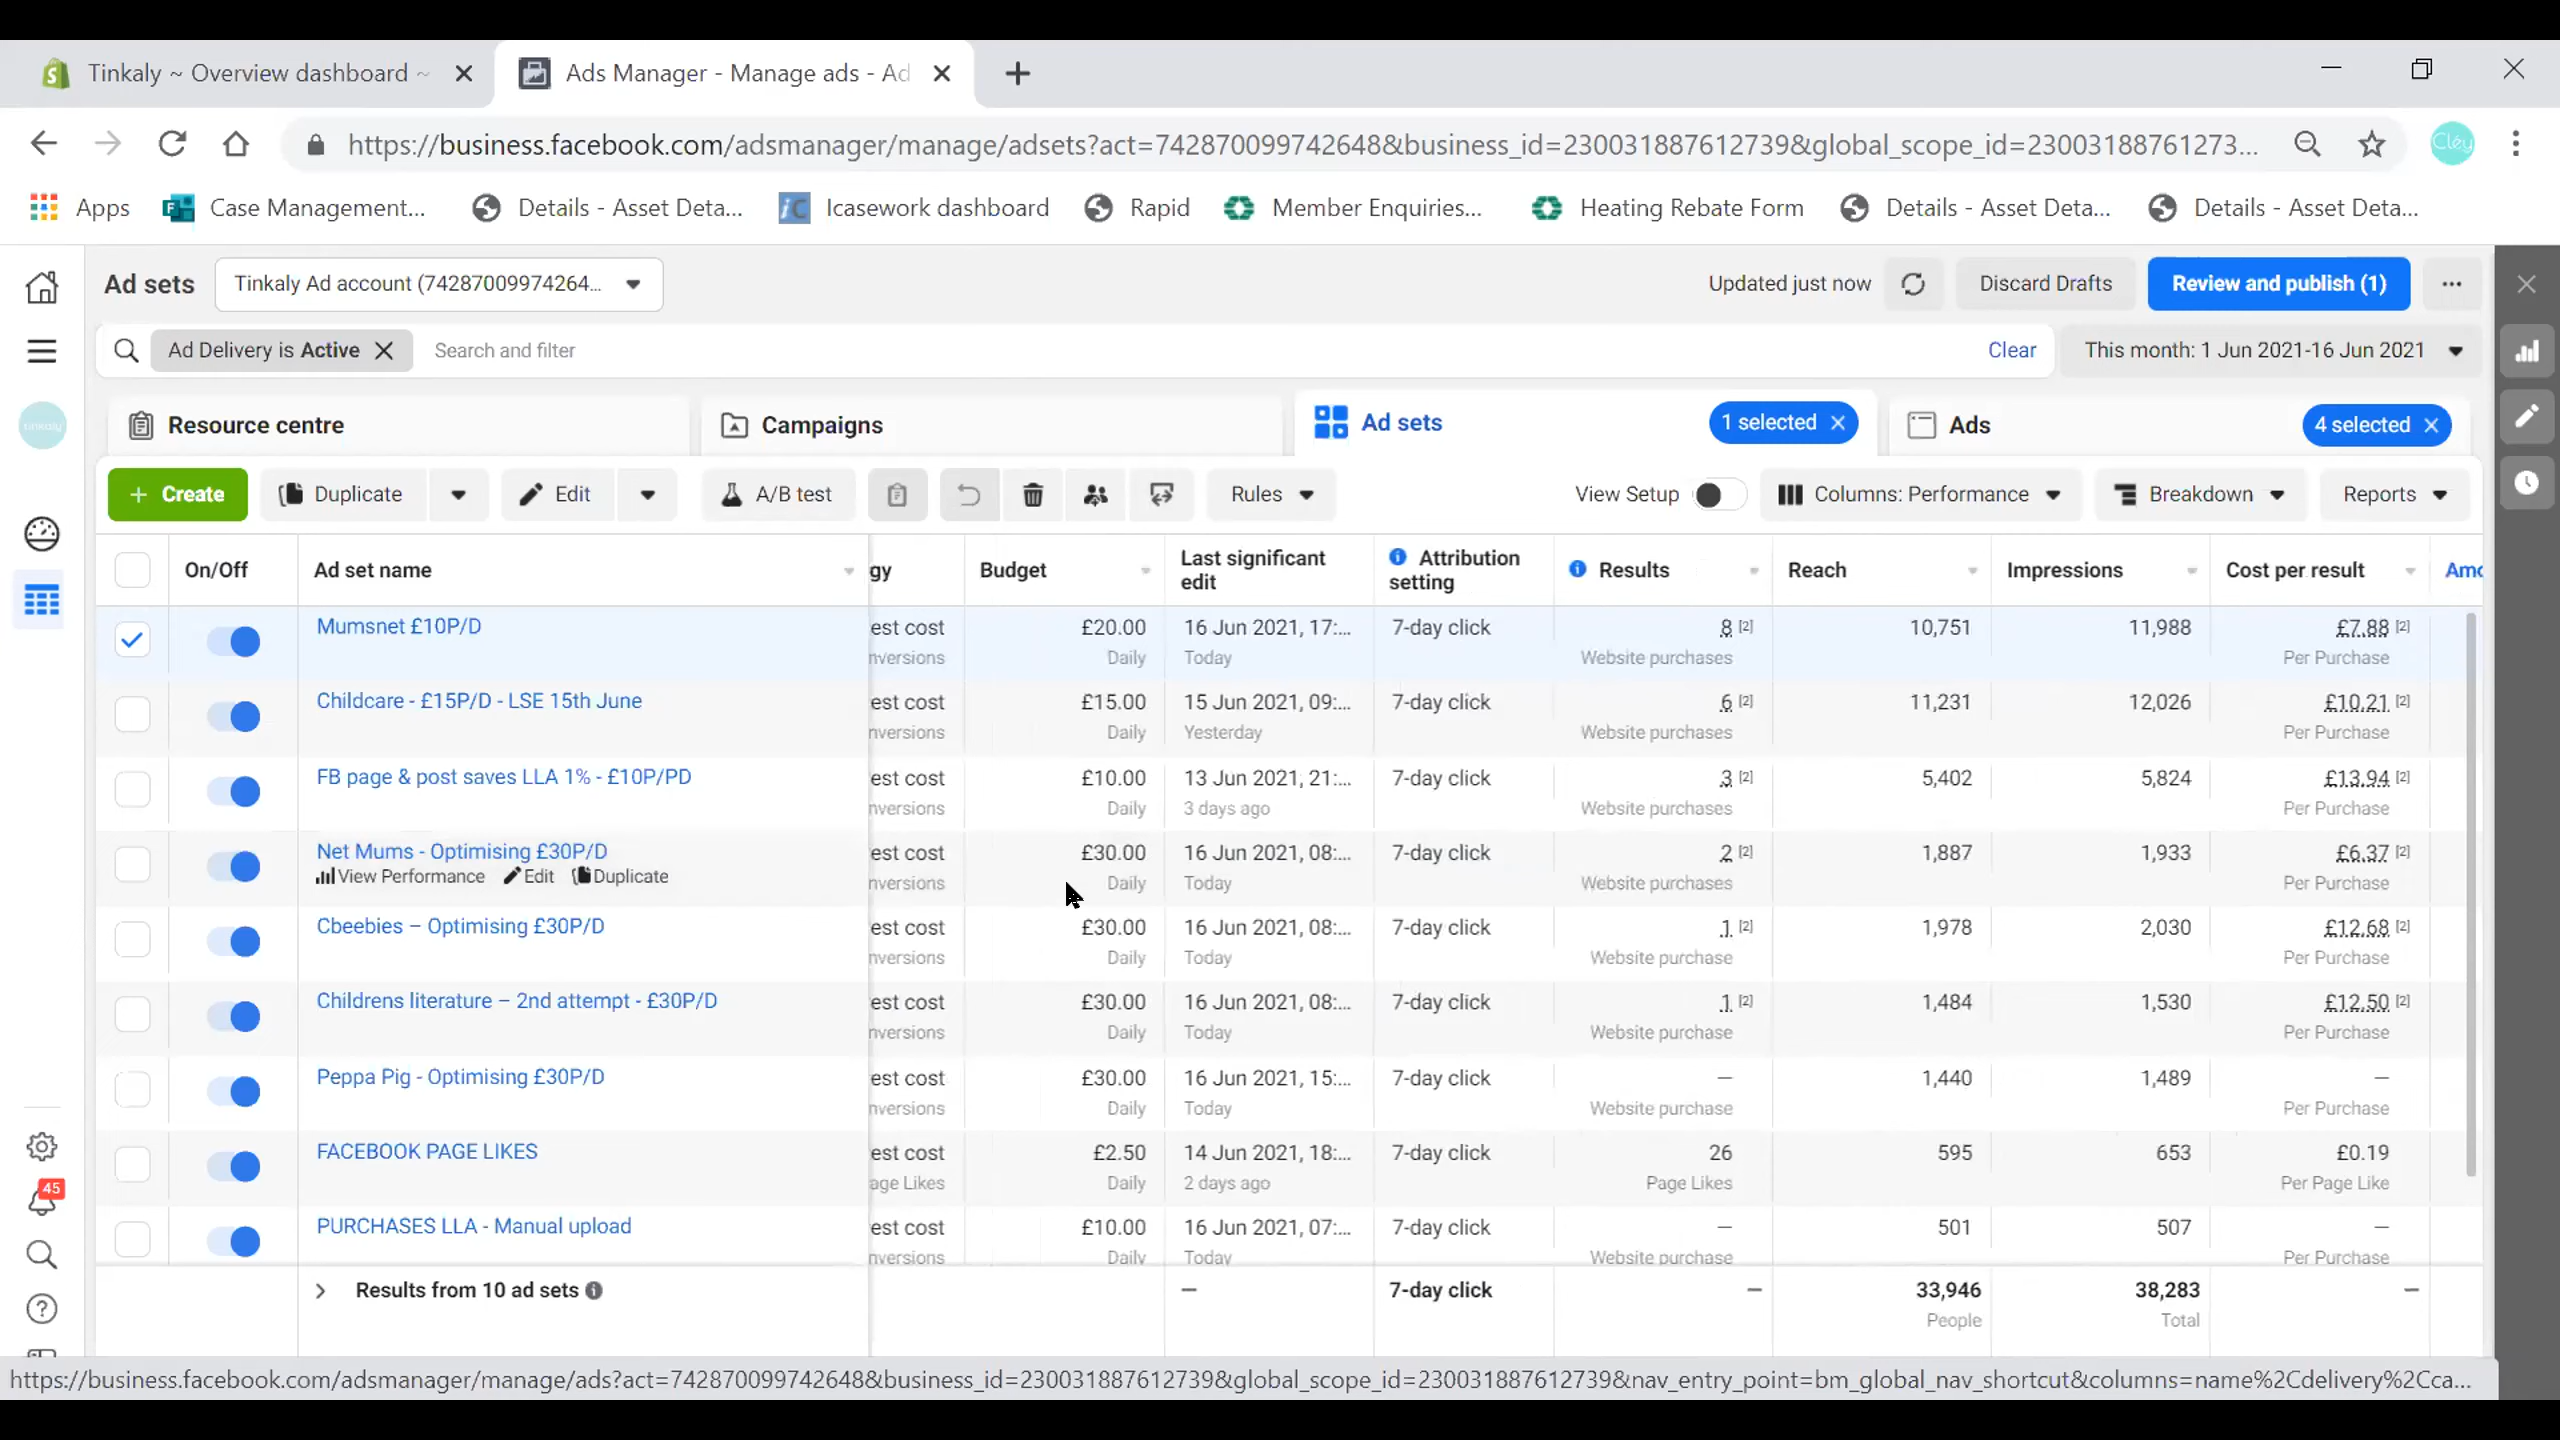 Tinkaly ~ Overview dashboard ~
Ads Manager - Manage ads - Ad
https://business.facebook.com/adsmanager/manage/adsets?act=742870099742648&business_id=230031887612739&global_scope_id=23003188761273...
Cléy
Apps
Case Management...
Details - Asset Deta...
Icasework dashboard
Rapid
Member Enquiries...
Heating Rebate Form
Details - Asset Deta...
Details - Asset Deta...
Ad sets
Tinkaly Ad account (74287009974264...
Updated just now
Discard Drafts
Review and publish (1)
Ad Delivery is Active
Search and filter
Clear
This month: 1 Jun 2021-16 Jun 2021
tinkaly
Resource centre
Campaigns
Ad sets
1 selected
Ads
4 selected
+ Create
Duplicate
Edit
A/B test
Rules
View Setup
Columns: Performance
Breakdown
Reports
On/Off
Ad set name
gy
Budget
Last significant edit
Attribution setting
Results
Reach
Impressions
Cost per result
Amo
Mumsnet £10P/D
est cost
nversions
£20.00
Daily
16 Jun 2021, 17:...
Today
7-day click
8 [2]
Website purchases
10,751
11,988
£7.88 [2]
Per Purchase
Childcare - £15P/D - LSE 15th June
est cost
nversions
£15.00
Daily
15 Jun 2021, 09:...
Yesterday
7-day click
6 [2]
Website purchases
11,231
12,026
£10.21 [2]
Per Purchase
FB page & post saves LLA 1% - £10P/PD
est cost
nversions
£10.00
Daily
13 Jun 2021, 21:...
3 days ago
7-day click
3 [2]
Website purchases
5,402
5,824
£13.94 [2]
Per Purchase
Net Mums - Optimising £30P/D
View Performance
Edit
Duplicate
est cost
nversions
£30.00
Daily
16 Jun 2021, 08:...
Today
7-day click
2 [2]
Website purchases
1,887
1,933
£6.37 [2]
Per Purchase
Cbeebies – Optimising £30P/D
est cost
nversions
£30.00
Daily
16 Jun 2021, 08:...
Today
7-day click
1 [2]
Website purchase
1,978
2,030
£12.68 [2]
Per Purchase
Childrens literature – 2nd attempt - £30P/D
est cost
nversions
£30.00
Daily
16 Jun 2021, 08:...
Today
7-day click
1 [2]
Website purchase
1,484
1,530
£12.50 [2]
Per Purchase
Peppa Pig - Optimising £30P/D
est cost
nversions
£30.00
Daily
16 Jun 2021, 15:...
Today
7-day click
—
Website purchase
1,440
1,489
—
Per Purchase
FACEBOOK PAGE LIKES
est cost
age Likes
£2.50
Daily
14 Jun 2021, 18:...
2 days ago
7-day click
26
Page Likes
595
653
£0.19
Per Page Like
PURCHASES LLA - Manual upload
est cost
nversions
£10.00
Daily
16 Jun 2021, 07:...
Today
7-day click
—
Website purchase
501
507
—
Per Purchase
45
Results from 10 ad sets
—
7-day click
—
33,946
People
38,283
Total
—
https://business.facebook.com/adsmanager/manage/ads?act=742870099742648&business_id=230031887612739&global_scope_id=230031887612739&nav_entry_point=bm_global_nav_shortcut&columns=name%2Cdelivery%2Cca...